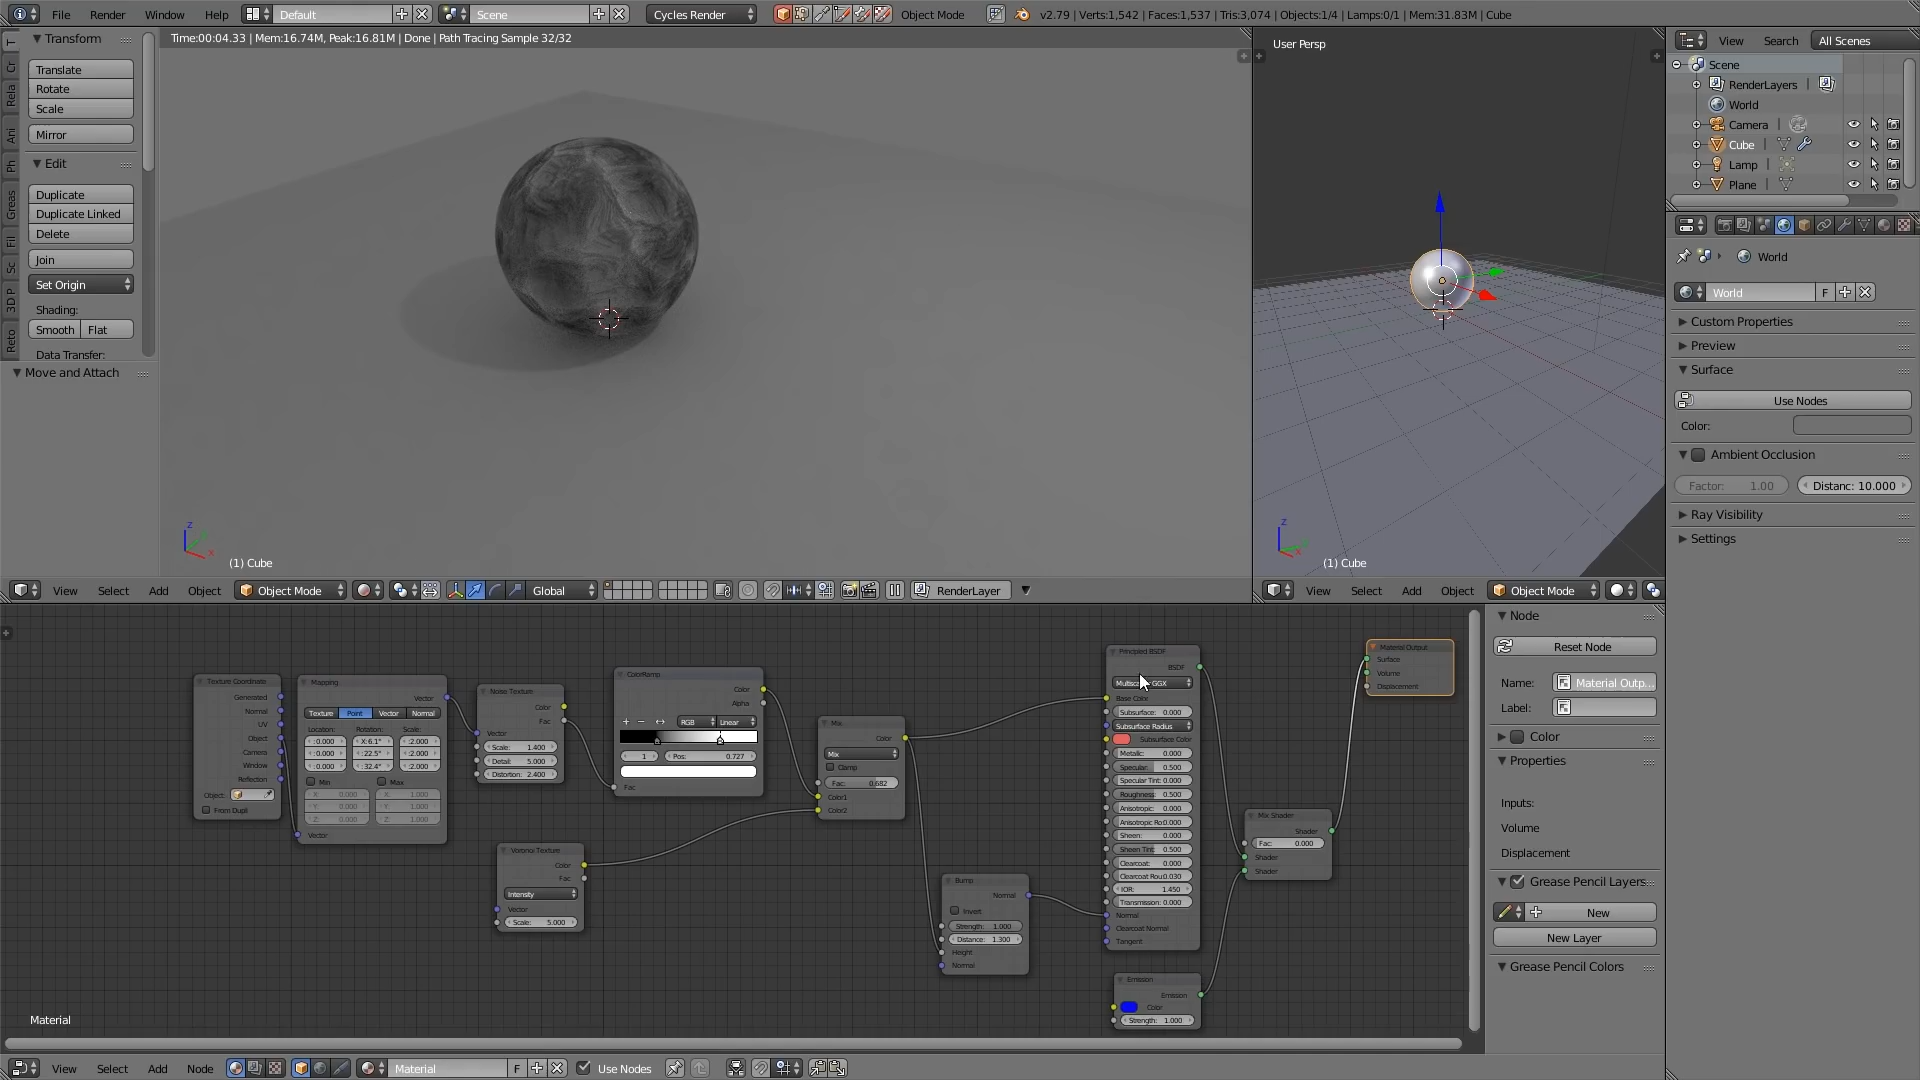 File Render Window Help Default Scene Cycles Render Object Mode v2.79 | Verts:1,542 | Faces:1,537 | Tris:3,074 | Objects:1/4 | Lamps:0/1 | Mem:31.83M | Cube
Time:00:04.33 | Mem:16.74M, Peak:16.81M | Done | Path Tracing Sample 32/32
Transform
Translate
Rotate
Scale
Mirror
Edit
Duplicate
Duplicate Linked
Delete
Join
Set Origin
Shading:
Smooth Flat
Data Transfer:
Move and Attach
T
Cr
Rela
Ani
Ph
Greas
Fil
Sc
3D P
Reto
(1) Cube
View Select Add Object Object Mode Global RenderLayer
User Persp
(1) Cube
View Select Add Object Object Mode
View Search All Scenes
Scene
RenderLayers
World
Camera
Cube
Lamp
Plane
World
World F
Custom Properties
Preview
Surface
Use Nodes
Color:
Ambient Occlusion
Factor: 1.00 Distanc: 10.000
Ray Visibility
Settings
Texture Coordinate
Generated
Normal
UV
Object
Camera
Window
Reflection
Object:
From Dupli
Mapping
Vector
Texture Point Vector Normal
Location: Rotation: Scale:
:0.000 X:6.1° :2.000
:0.000 :22.5° :2.000
:0.000 :32.4° :2.000
Min Max
X: 0.000 X: 1.000
Y: 0.000 Y: 1.000
Z: 0.000 Z: 1.000
Vector
Noise Texture
Color
Fac
Vector
Scale: 1.400
Detail: 5.000
Distortion: 2.400
ColorRamp
Color
Alpha
RGB Linear
1 Pos: 0.727
Fac
Voronoi Texture
Color
Fac
Intensity
Vector
Scale: 5.000
Mix
Color
Mix
Clamp
Fac: 0.682
Color1
Color2
Bump
Normal
Invert
Strength: 1.000
Distance: 1.300
Height
Normal
Principled BSDF
BSDF
GGX
Base Color
Subsurface: 0.000
Subsurface Radius
Subsurface Color
Metallic: 0.000
Specular: 0.500
Specular Tint: 0.000
Roughness: 0.500
Anisotropic: 0.000
Anisotropic Ro:0.000
Sheen: 0.000
Sheen Tint: 0.500
Clearcoat: 0.000
Clearcoat Rou:0.030
IOR: 1.450
Transmission: 0.000
Normal
Clearcoat Normal
Tangent
Emission
Emission
Color
Strength: 1.000
Mix Shader
Shader
Fac: 0.000
Shader
Shader
Material Output
Surface
Volume
Displacement
Material
Node
Reset Node
Name: Material Outp...
Label:
Color
Properties
Inputs:
Volume
Displacement
Grease Pencil Layers
New
New Layer
Grease Pencil Colors
View Select Add Node Material F Use Nodes